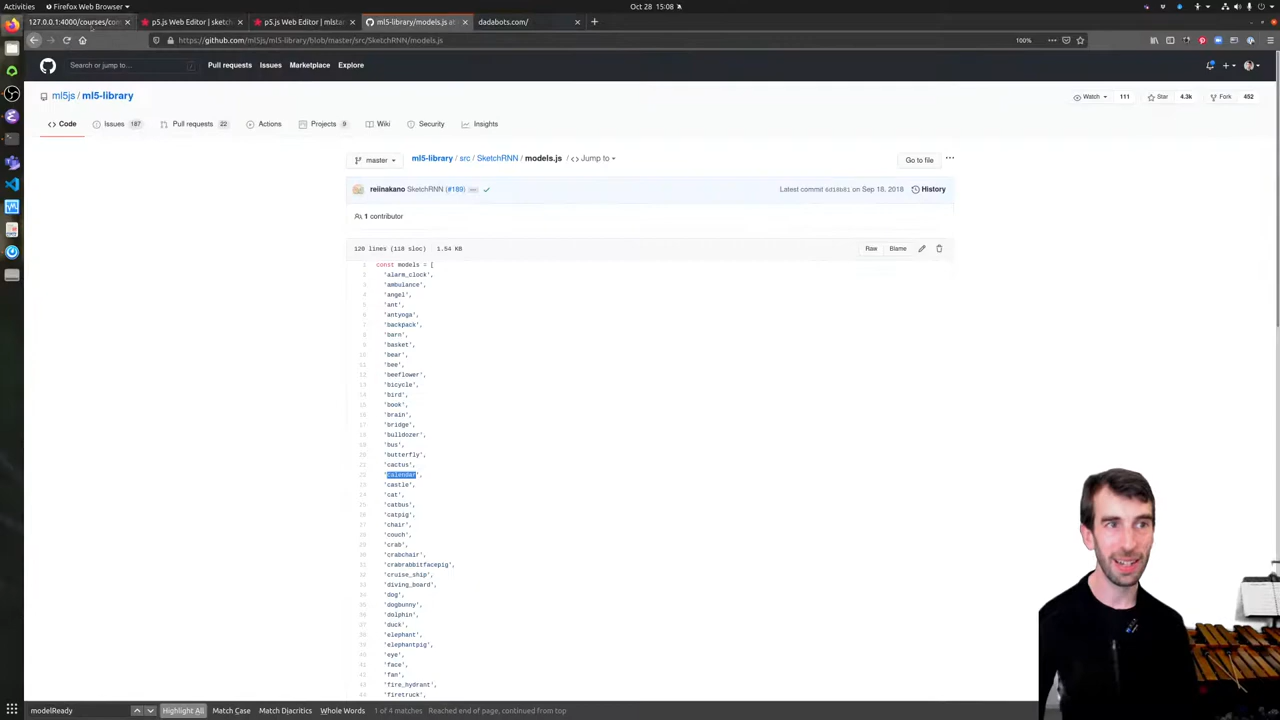 Activities Firefox Web Browser Oct 28 15:08
127.0.0.1:4000/courses/con p5.js Web Editor | sketch p5.js Web Editor | mlstar ml5-library/models.js at dadabots.com/
https://github.com/ml5js/ml5-library/blob/master/src/SketchRNN/models.js 100%
Search or jump to... / Pull requests Issues Marketplace Explore
ml5js / ml5-library Watch 111 Star 4.3k Fork 452
Code Issues 187 Pull requests 22 Actions Projects 9 Wiki Security Insights
master ml5-library / src / SketchRNN / models.js / <> Jump to Go to file ...
reiinakano SketchRNN (#189) Latest commit 6d18b81 on Sep 18, 2018 History
1 contributor
120 lines (118 sloc) 1.54 KB Raw Blame
const models = [
'alarm_clock',
'ambulance',
'angel',
'ant',
'antyoga',
'backpack',
'barn',
'basket',
'bear',
'bee',
'beeflower',
'bicycle',
'bird',
'book',
'brain',
'bridge',
'bulldozer',
'bus',
'butterfly',
'cactus',
'calendar',
'castle',
'cat',
'catbus',
'catpig',
'chair',
'couch',
'crab',
'crabchair',
'crabrabbitfacepig',
'cruise_ship',
'diving_board',
'dog',
'dogbunny',
'dolphin',
'duck',
'elephant',
'elephantpig',
'eye',
'face',
'fan',
'fire_hydrant',
'firetruck',
modelReady Highlight All Match Case Match Diacritics Whole Words 1 of 4 matches Reached end of page, continued from top